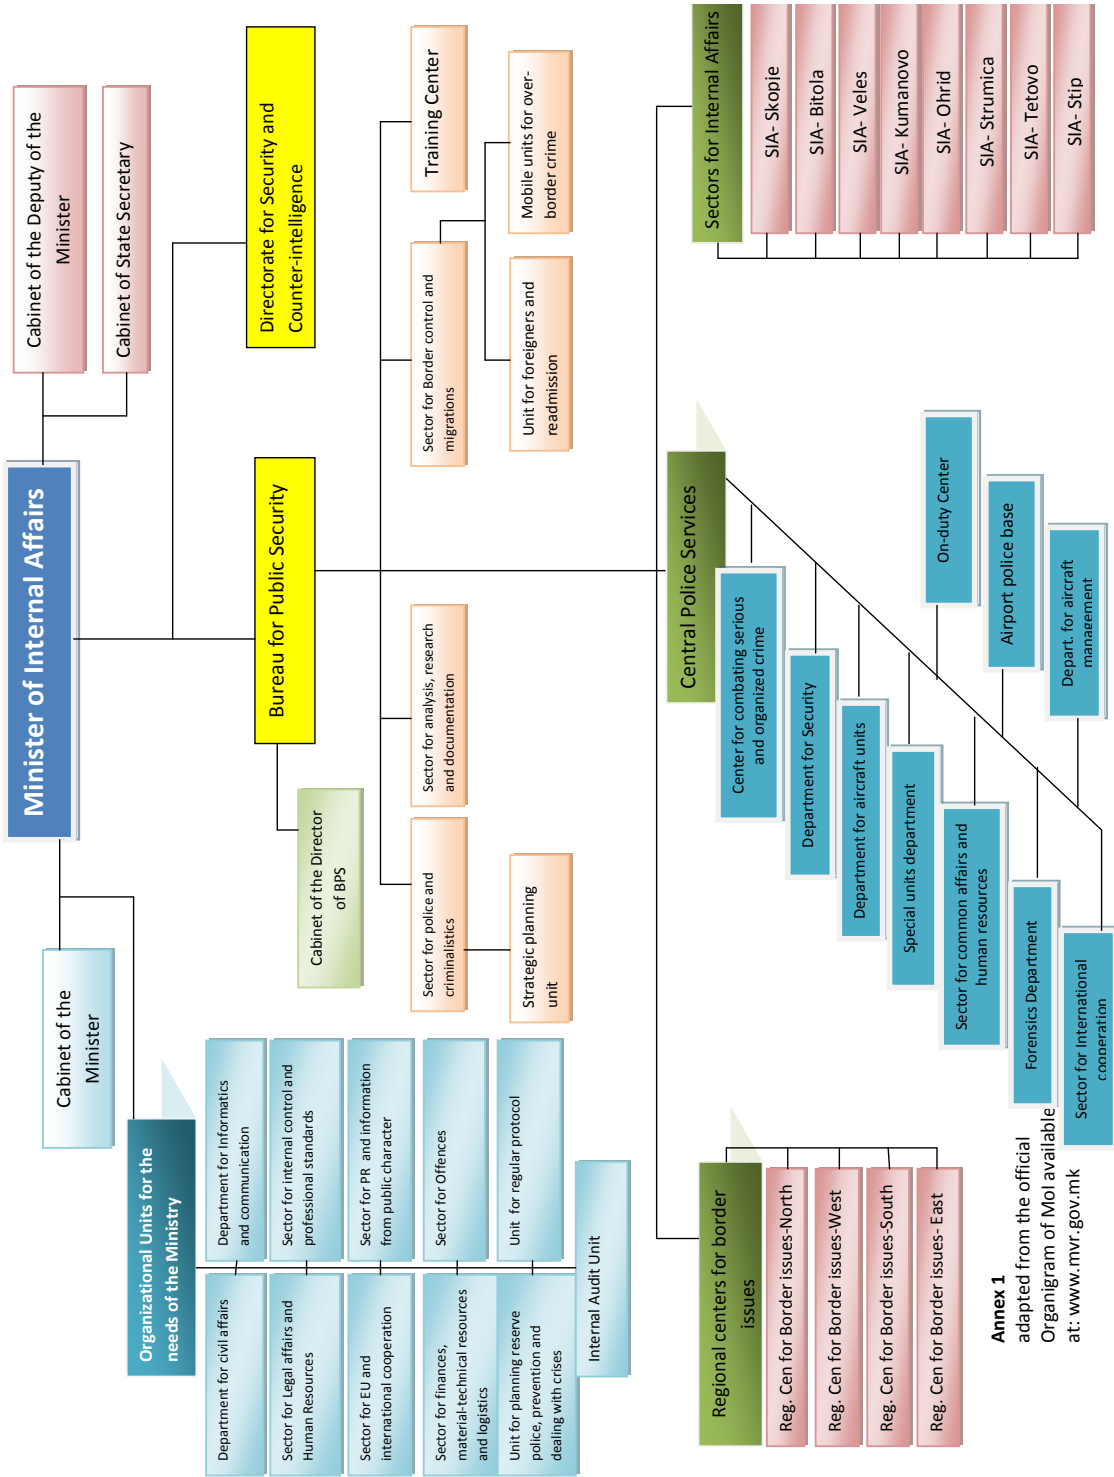 Minister of Internal Affairs
Cabinet of the
Minister
Cabinet of the Deputy of the
Minister
Cabinet of State Secretary
Organizational Units for the
needs of the Ministry
Department for civil affairs
Department for Informatics
and communication
Sector for Legal affairs and
Human Resources
Sector for internal control and
professional standards
Sector for EU and
international cooperation
Sector for PR and information
from public character
Sector for finances,
material-technical resources
and logistics
Sector for Offences
Unit for planning reserve
police, prevention and
dealing with crises
Unit for regular protocol
Internal Audit Unit
Bureau for Public Security
Directorate for Security and
Counter-intelligence
Cabinet of the Director
of BPS
Sector for police and
criminalistics
Sector for analysis, research
and documentation
Sector for Border control and
migrations
Training Center
Strategic planning
unit
Unit for foreigners and
readmission
Mobile units for over-
border crime
Regional centers for border
issues
Reg. Cen for Border issues-North
Reg. Cen for Border issues-West
Reg. Cen for Border issues-South
Reg. Cen for Border issues- East
Central Police Services
Center for combating serious
and organized crime
Department for Security
Department for aircraft units
Special units department
Sector for common affairs and
human resources
Forensics Department
Sector for International
cooperation
On-duty Center
Airport police base
Depart. for aircraft
management
Sectors for Internal Affairs
SIA- Skopje
SIA- Bitola
SIA- Veles
SIA- Kumanovo
SIA- Ohrid
SIA- Strumica
SIA- Tetovo
SIA- Stip
Annex 1
adapted from the official
Organigram of MoI available
at: www.mvr.gov.mk